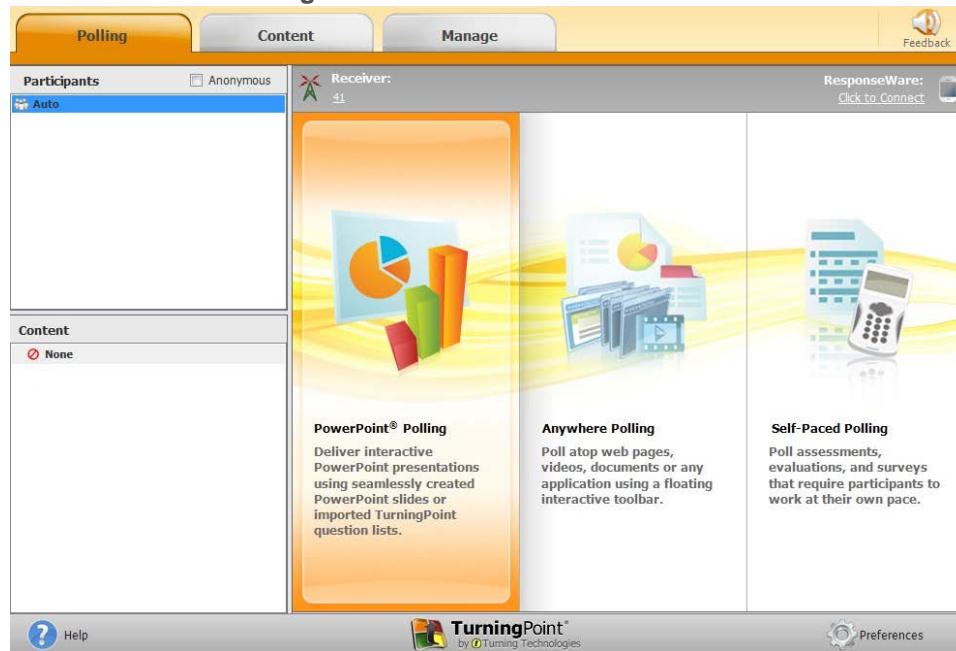 Polling
Content
Manage
Feedback
Participants
Anonymous
Auto
Receiver:
41
ResponseWare:
Click to Connect
Content
None
PowerPoint® Polling
Deliver interactive
PowerPoint presentations
using seamlessly created
PowerPoint slides or
imported TurningPoint
question lists.
Anywhere Polling
Poll atop web pages,
videos, documents or any
application using a floating
interactive toolbar.
Self-Paced Polling
Poll assessments,
evaluations, and surveys
that require participants to
work at their own pace.
Help
TurningPoint®
by Turning Technologies
Preferences